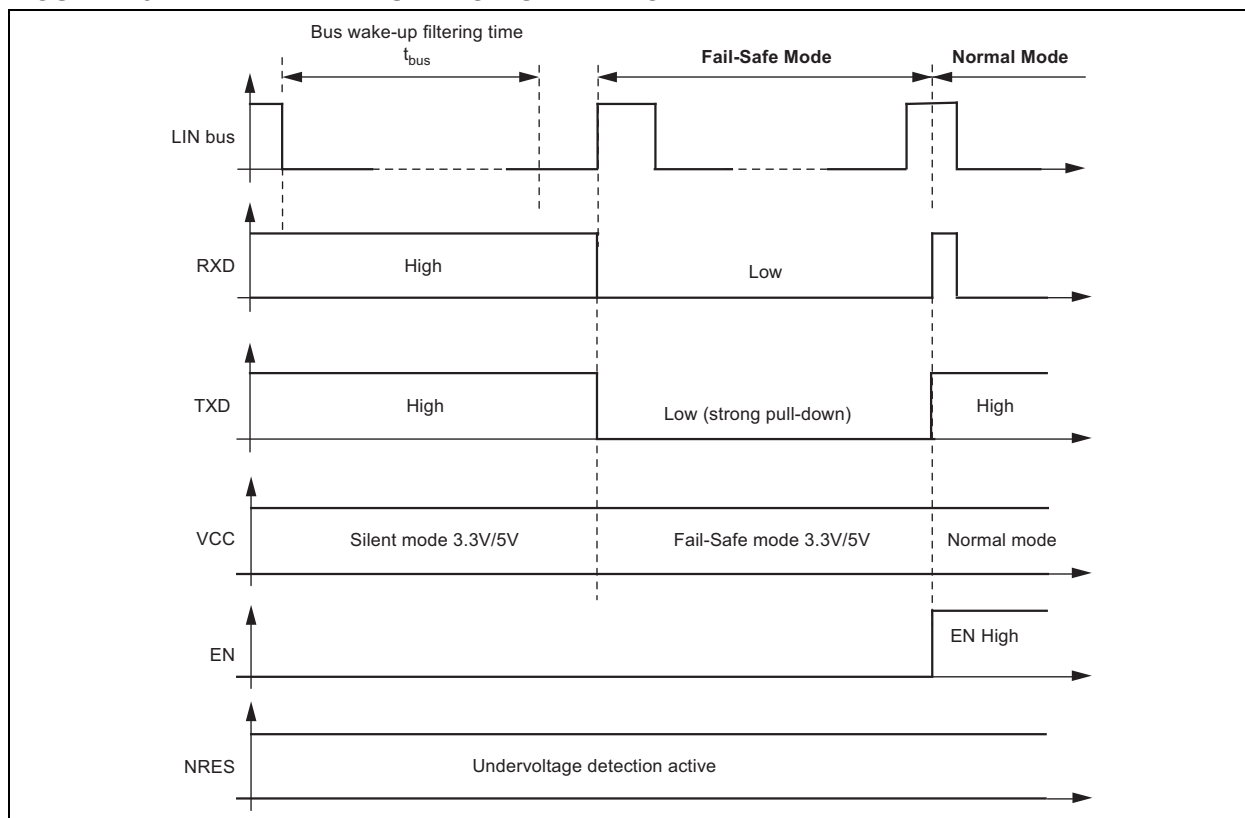 Bus wake-up filtering time
tbus
Fail-Safe Mode
Normal Mode
LIN bus
RXD
High
Low
TXD
High
Low (strong pull-down)
High
VCC
Silent mode 3.3V/5V
Fail-Safe mode 3.3V/5V
Normal mode
EN
EN High
NRES
Undervoltage detection active